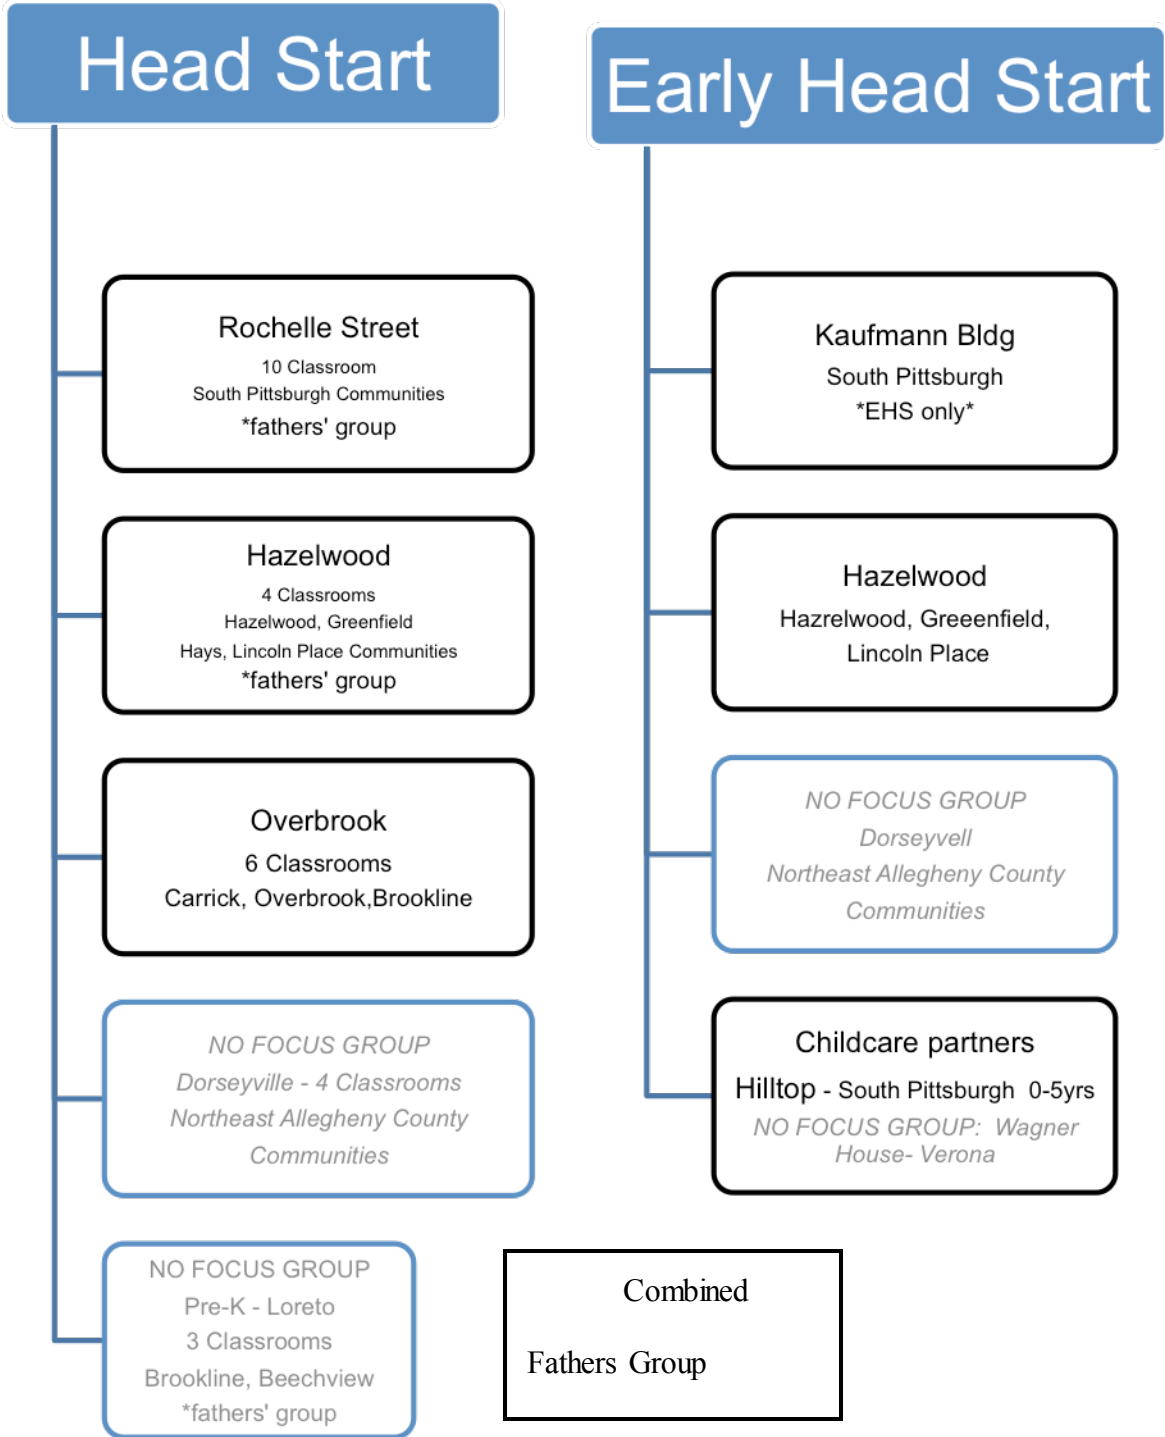 Head Start
Rochelle Street
10 Classroom
South Pittsburgh Communities
*fathers' group
Hazelwood
4 Classrooms
Hazelwood, Greenfield
Hays, Lincoln Place Communities
*fathers' group
Overbrook
6 Classrooms
Carrick, Overbrook,Brookline
NO FOCUS GROUP
Dorseyville - 4 Classrooms
Northeast Allegheny County
Communities
NO FOCUS GROUP
Pre-K - Loreto
3 Classrooms
Brookline, Beechview
*fathers' group
Early Head Start
Kaufmann Bldg
South Pittsburgh
*EHS only*
Hazelwood
Hazrelwood, Greeenfield,
Lincoln Place
NO FOCUS GROUP
Dorseyvell
Northeast Allegheny County
Communities
Childcare partners
Hilltop - South Pittsburgh 0-5yrs
NO FOCUS GROUP: Wagner
House- Verona
Combined
Fathers Group